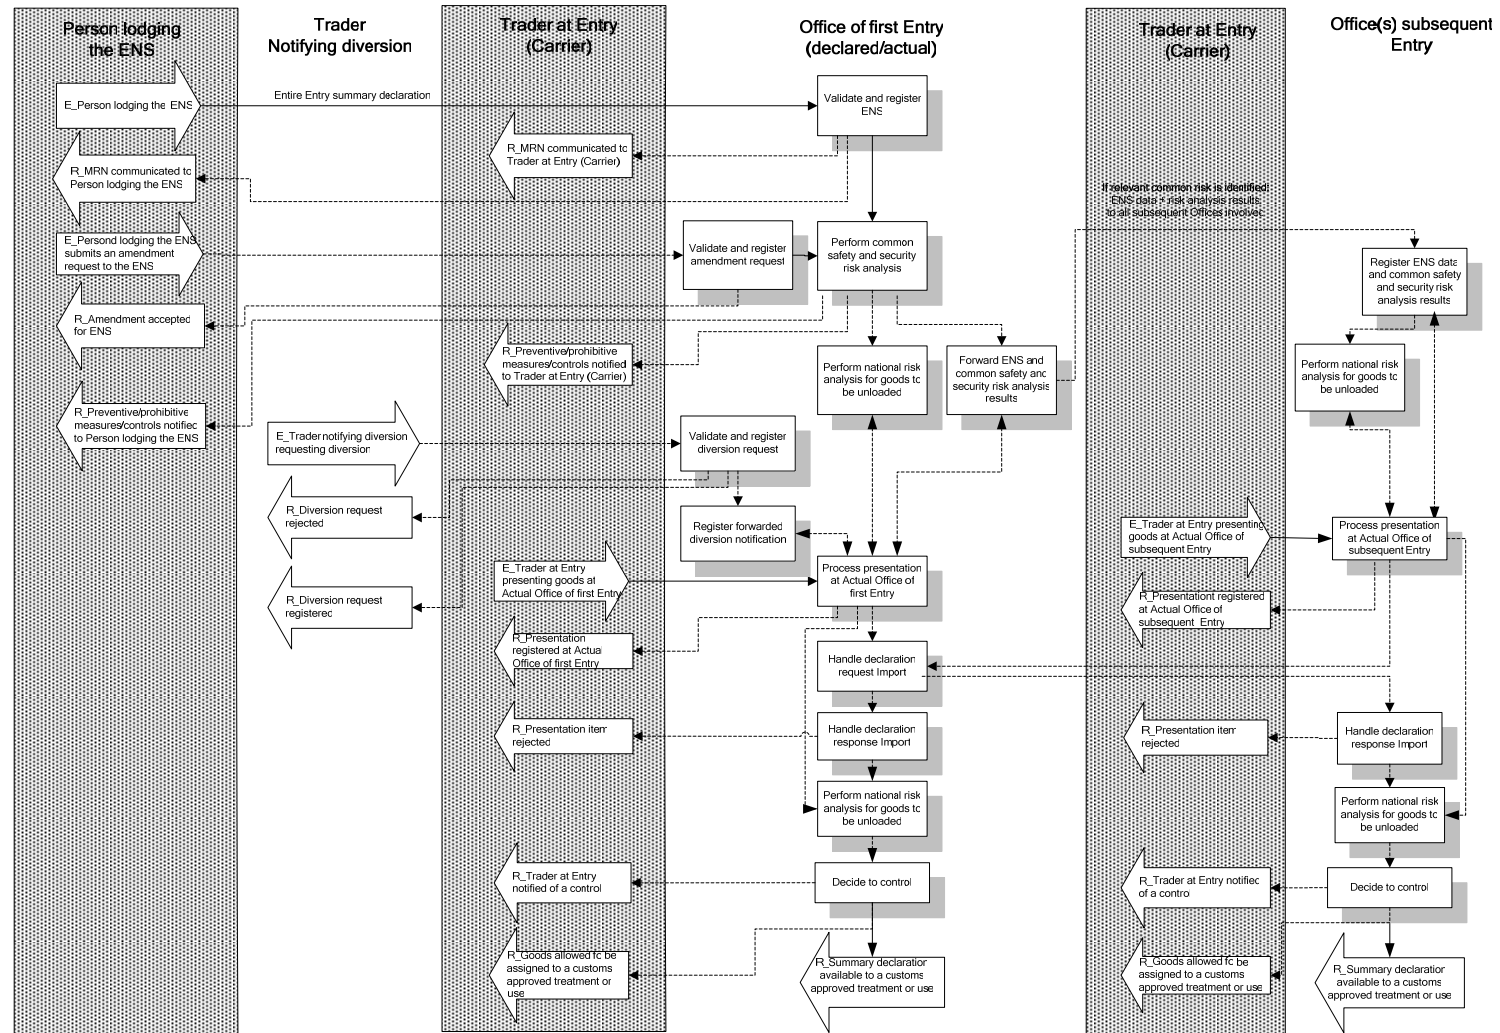 Person lodging
the ENS
Trader
Notifying diversion
Trader at Entry
(Carrier)
Office of first Entry
(declared/actual)
Trader at Entry
(Carrier)
Office(s) subsequent
Entry
E_Person lodging the ENS
Entire Entry summary declaration
Validate and register
ENS
R_MRN communicated to
Trader at Entry (Carrier)
R_MRN communicated to
Person lodging the ENS
If relevant common risk is identified:
ENS data + risk analysis results
to all subsequent Offices involved
E_Persond lodging the ENS
submits an amendment
request to the ENS
Validate and register
amendment request
Perform common
safety and security
risk analysis
Register ENS data
and common safety
and security risk
analysis results
R_Amendment accepted
for ENS
R_Preventive/prohibitive
measures/controls notified
to Trader at Entry (Carrier)
Perform national risk
analysis for goods to
be unloaded
Forward ENS and
common safety and
security risk analysis
results
Perform national risk
analysis for goods to
be unloaded
R_Preventive/prohibitive
measures/controls notified
to Person lodging the ENS
E_Trader notifying diversion
requesting diversion
Validate and register
diversion request
R_Diversion request
rejected
Register forwarded
diversion notification
E_Trader at Entry presenting
goods at Actual Office of
subsequent Entry
Process presentation
at Actual Office of
subsequent Entry
E_Trader at Entry
presenting goods at
Actual Office of first Entry
Process presentation
at Actual Office of
first Entry
R_Diversion request
registered
R_Presentation registered
at Actual Office of
subsequent Entry
R_Presentation
registered at Actual
Office of first Entry
Handle declaration
request Import
R_Presentation item
rejected
Handle declaration
response Import
R_Presentation item
rejected
Handle declaration
response Import
Perform national risk
analysis for goods to
be unloaded
Perform national risk
analysis for goods to
be unloaded
R_Trader at Entry
notified of a control
Decide to control
R_Trader at Entry notified
of a control
Decide to control
R_Goods allowed to be
assigned to a customs
approved treatment or
use
R_Summary declaration
available to a customs
approved treatment or use
R_Goods allowed to be
assigned to a customs
approved treatment or use
R_Summary declaration
available to a customs
approved treatment or use